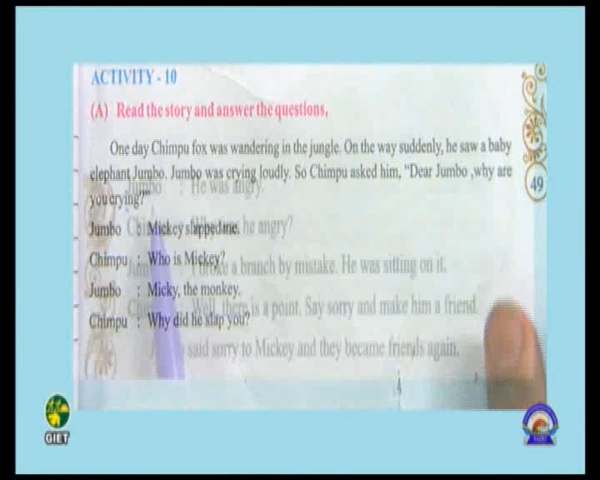 ACTIVITY - 10
(A) Read the story and answer the questions,
One day Chimpu fox was wandering in the jungle. On the way suddenly, he saw a baby
elephant Jumbo. Jumbo was crying loudly. So Chimpu asked him, "Dear Jumbo ,why are
you crying?"
49
Jumbo : Mickey slapped me.
Chimpu : Who is Mickey?
Jumbo : Micky, the monkey.
Chimpu : Why did he slap you?
: He was angry.
he angry?
a branch by mistake. He was sitting on it.
Well, there is a point. Say sorry and make him a friend.
said sorry to Mickey and they became friends again.
GIET